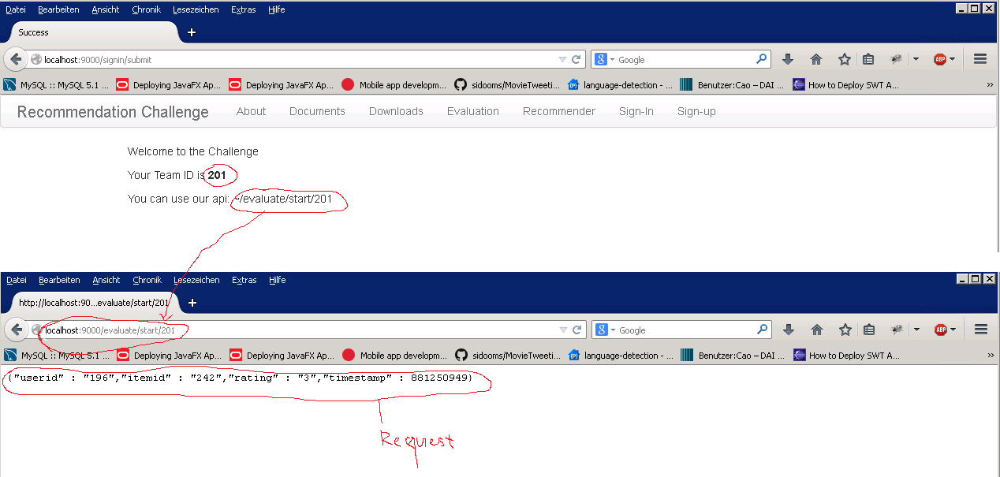 Datei Bearbeiten Ansicht Chronik Lesezeichen Extras Hilfe
Success
localhost:9000/signin/submit
Google
MySQL :: MySQL 5.1 ... Deploying JavaFX Ap... Deploying JavaFX Ap... Mobile app developm... sidooms/MovieTweeti... language-detection - ... Benutzer:Cao – DAI ... How to Deploy SWT A... »
Recommendation Challenge About Documents Downloads Evaluation Recommender Sign-In Sign-up
Welcome to the Challenge
Your Team ID is 201
You can use our api: ~/evaluate/start/201
Datei Bearbeiten Ansicht Chronik Lesezeichen Extras Hilfe
http://localhost:90...evaluate/start/201
localhost:9000/evaluate/start/201
Google
MySQL :: MySQL 5.1 ... Deploying JavaFX Ap... Deploying JavaFX Ap... Mobile app developm... sidooms/MovieTweeti... language-detection - ... Benutzer:Cao – DAI ... How to Deploy SWT A... »
{"userid" : "196","itemid" : "242","rating" : "3","timestamp" : 881250949}
Request